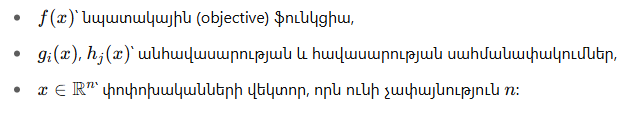 • f(x)՝ նպատակային (objective) ֆունկցիա,
• gᵢ(x), hⱼ(x)՝ անհավասարության և հավասարության սահմանափակումներ,
• x ∈ ℝⁿ՝ փոփոխականների վեկտոր, որն ունի չափայնություն n: